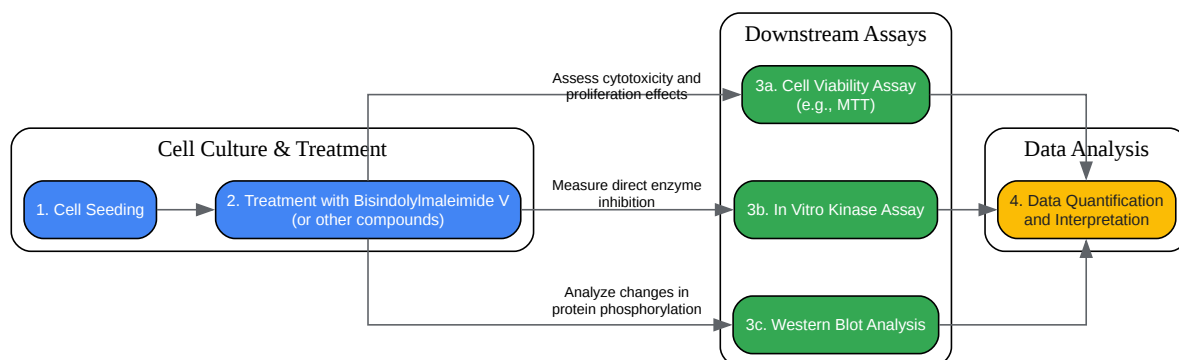 Cell Culture & Treatment
1. Cell Seeding
2. Treatment with Bisindolylmaleimide V
(or other compounds)
Assess cytotoxicity and
proliferation effects
Measure direct enzyme
inhibition
Analyze changes in
protein phosphorylation
Downstream Assays
3a. Cell Viability Assay
(e.g., MTT)
3b. In Vitro Kinase Assay
3c. Western Blot Analysis
Data Analysis
4. Data Quantification
and Interpretation